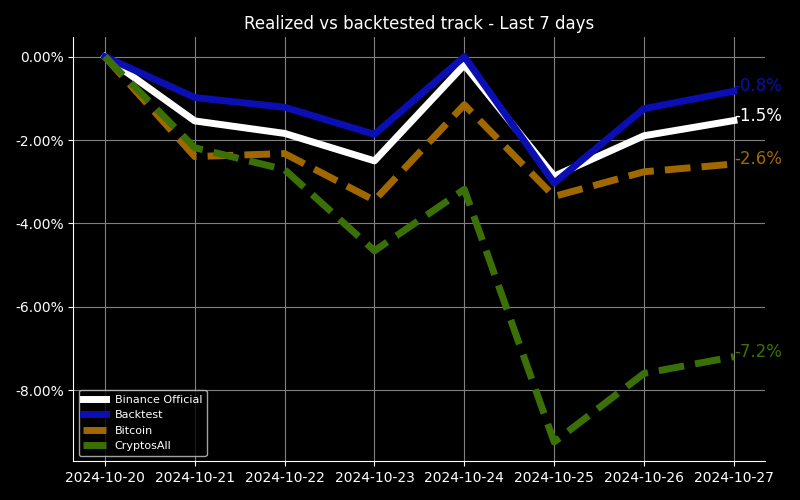 Realized vs backtested track - Last 7 days
0.00%
-2.00%
-4.00%
-6.00%
-8.00%
-0.8%
-1.5%
-2.6%
-7.2%
Binance Official
Backtest
Bitcoin
CryptosAll
2024-10-20 2024-10-21 2024-10-22 2024-10-23 2024-10-24 2024-10-25 2024-10-26 2024-10-27